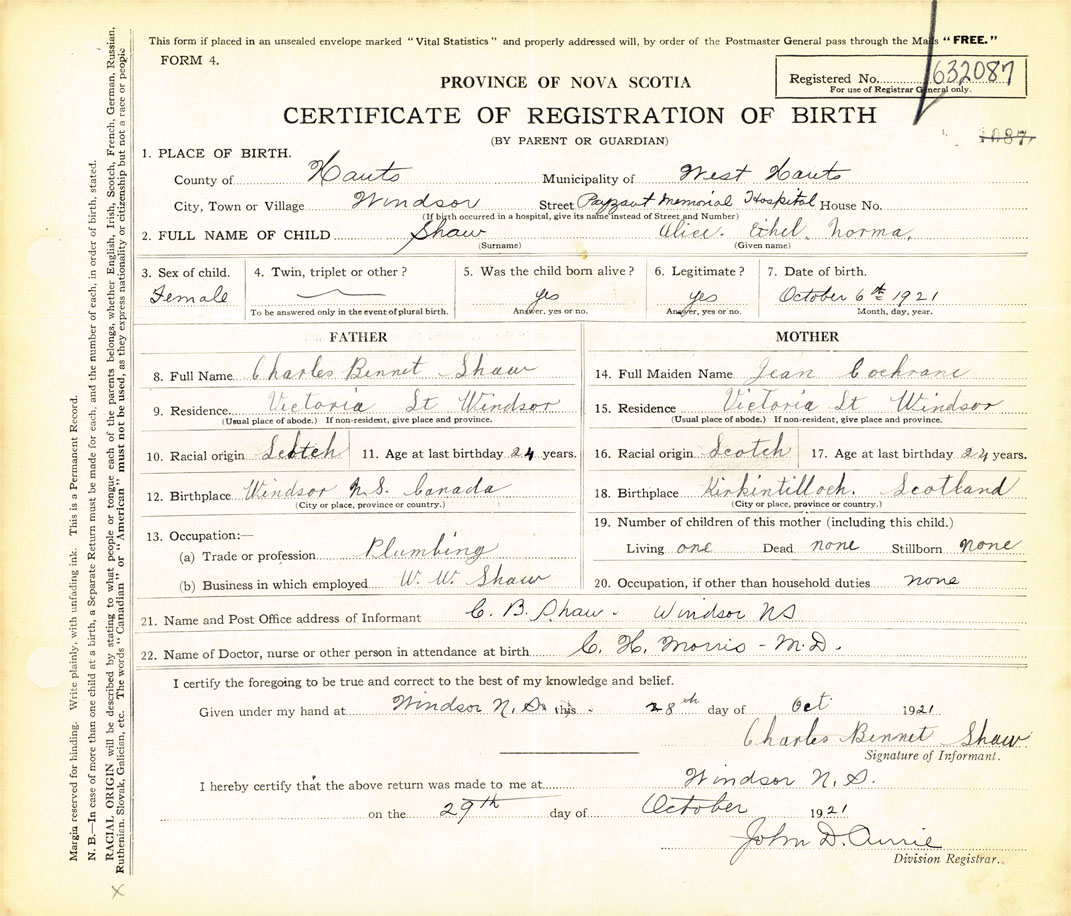 This form if placed in an unsealed envelope marked "Vital Statistics" and properly addressed will, by order of the Postmaster General pass through the Mails "FREE."
FORM 4.
PROVINCE OF NOVA SCOTIA
Registered No. 632087
For use of Registrar General only.
CERTIFICATE OF REGISTRATION OF BIRTH
(BY PARENT OR GUARDIAN)
1087
1. PLACE OF BIRTH.
County of Hants Municipality of West Hants
City, Town or Village Windsor Street Payzant Memorial Hospital House No.
(If birth occurred in a hospital, give its name instead of Street and Number)
2. FULL NAME OF CHILD Shaw Alice Ethel Norma.
(Surname) (Given name)
3. Sex of child. 4. Twin, triplet or other? 5. Was the child born alive? 6. Legitimate? 7. Date of birth.
Female yes yes October 6th 1921
To be answered only in the event of plural birth. Answer, yes or no. Answer, yes or no. Month, day, year.
FATHER
8. Full Name Charles Bennet Shaw
9. Residence Victoria St Windsor
(Usual place of abode.) If non-resident, give place and province.
10. Racial origin Scotch 11. Age at last birthday 24 years.
12. Birthplace Windsor N.S. Canada
(City or place, province or country.)
13. Occupation:—
(a) Trade or profession Plumbing
(b) Business in which employed W. W. Shaw
MOTHER
14. Full Maiden Name Jean Cochrane
15. Residence Victoria St Windsor
(Usual place of abode.) If non-resident, give place and province.
16. Racial origin Scotch 17. Age at last birthday 24 years.
18. Birthplace Kirkintilloch. Scotland
(City or place, province or country.)
19. Number of children of this mother (including this child.)
Living one Dead none Stillborn none
20. Occupation, if other than household duties none
21. Name and Post Office address of Informant C. B. Shaw - Windsor NS
22. Name of Doctor, nurse or other person in attendance at birth C. H. Morris - M.D.
I certify the foregoing to be true and correct to the best of my knowledge and belief.
Given under my hand at Windsor N.S. this 28th day of Oct 1921
Charles Bennet Shaw
Signature of Informant.
I hereby certify that the above return was made to me at Windsor N.S.
on the 29th day of October 1921
John D.
Division Registrar.
Margin reserved for binding. Write plainly, with unfading ink. This is a Permanent Record.
N. B.—In case of more than one child at a birth, a Separate Return must be made for each, and the number of each, in order of birth, stated.
RACIAL ORIGIN will be described by stating to what people or tongue each of the parents belongs, whether English, Irish, Scotch, French, German, Russian,
Ruthenian, Slovak, Galician, etc. The words "Canadian" or "American" must not be used, as they express nationality or citizenship but not a race or people
X